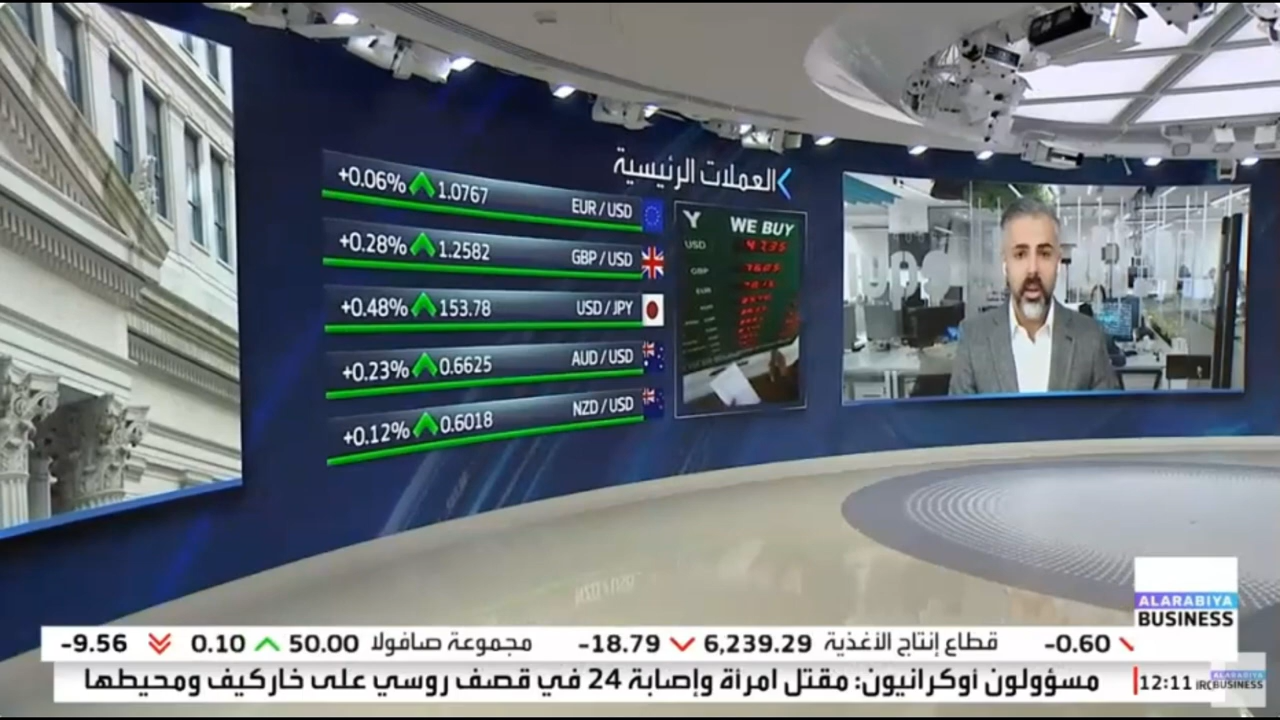 العملات الرئيسية
+0.06% 1.0767 EUR / USD
+0.28% 1.2582 GBP / USD
+0.48% 153.78 USD / JPY
+0.23% 0.6625 AUD / USD
+0.12% 0.6018 NZD / USD
Y WE BUY
USD
GBP
EUR
ALARABIYA
BUSINESS
-0.60 قطاع إنتاج الأغذية 6,239.29 -18.79 مجموعة صافولا 50.00 0.10 -9.56
12:11 مسؤولون أوكرانيون: مقتل امرأة وإصابة 24 في قصف روسي على خاركيف ومحيطها
ALARABIYA
BUSINESS